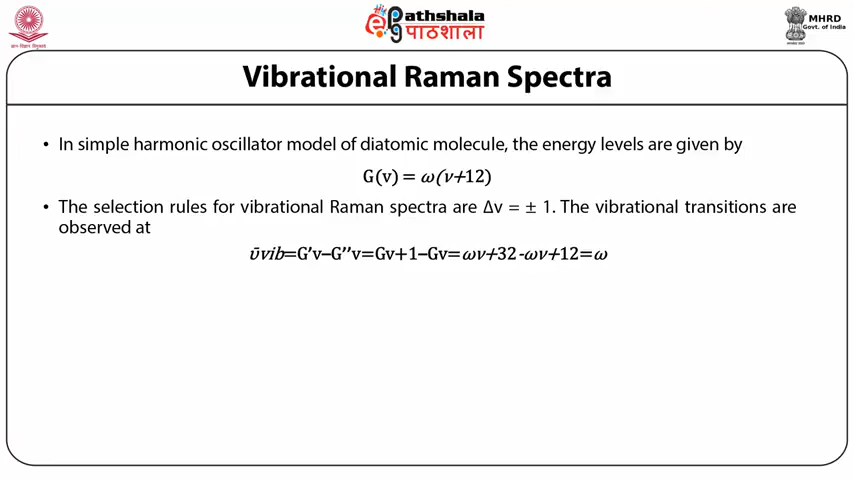 ePathshala
पाठशाला
MHRD
Govt. of India
Vibrational Raman Spectra
• In simple harmonic oscillator model of diatomic molecule, the energy levels are given by
G(v) = ω(v+12)
• The selection rules for vibrational Raman spectra are Δv = ± 1. The vibrational transitions are
observed at
ῡvib=G’v–G’’v=Gv+1–Gv=ωv+32-ωv+12=ω